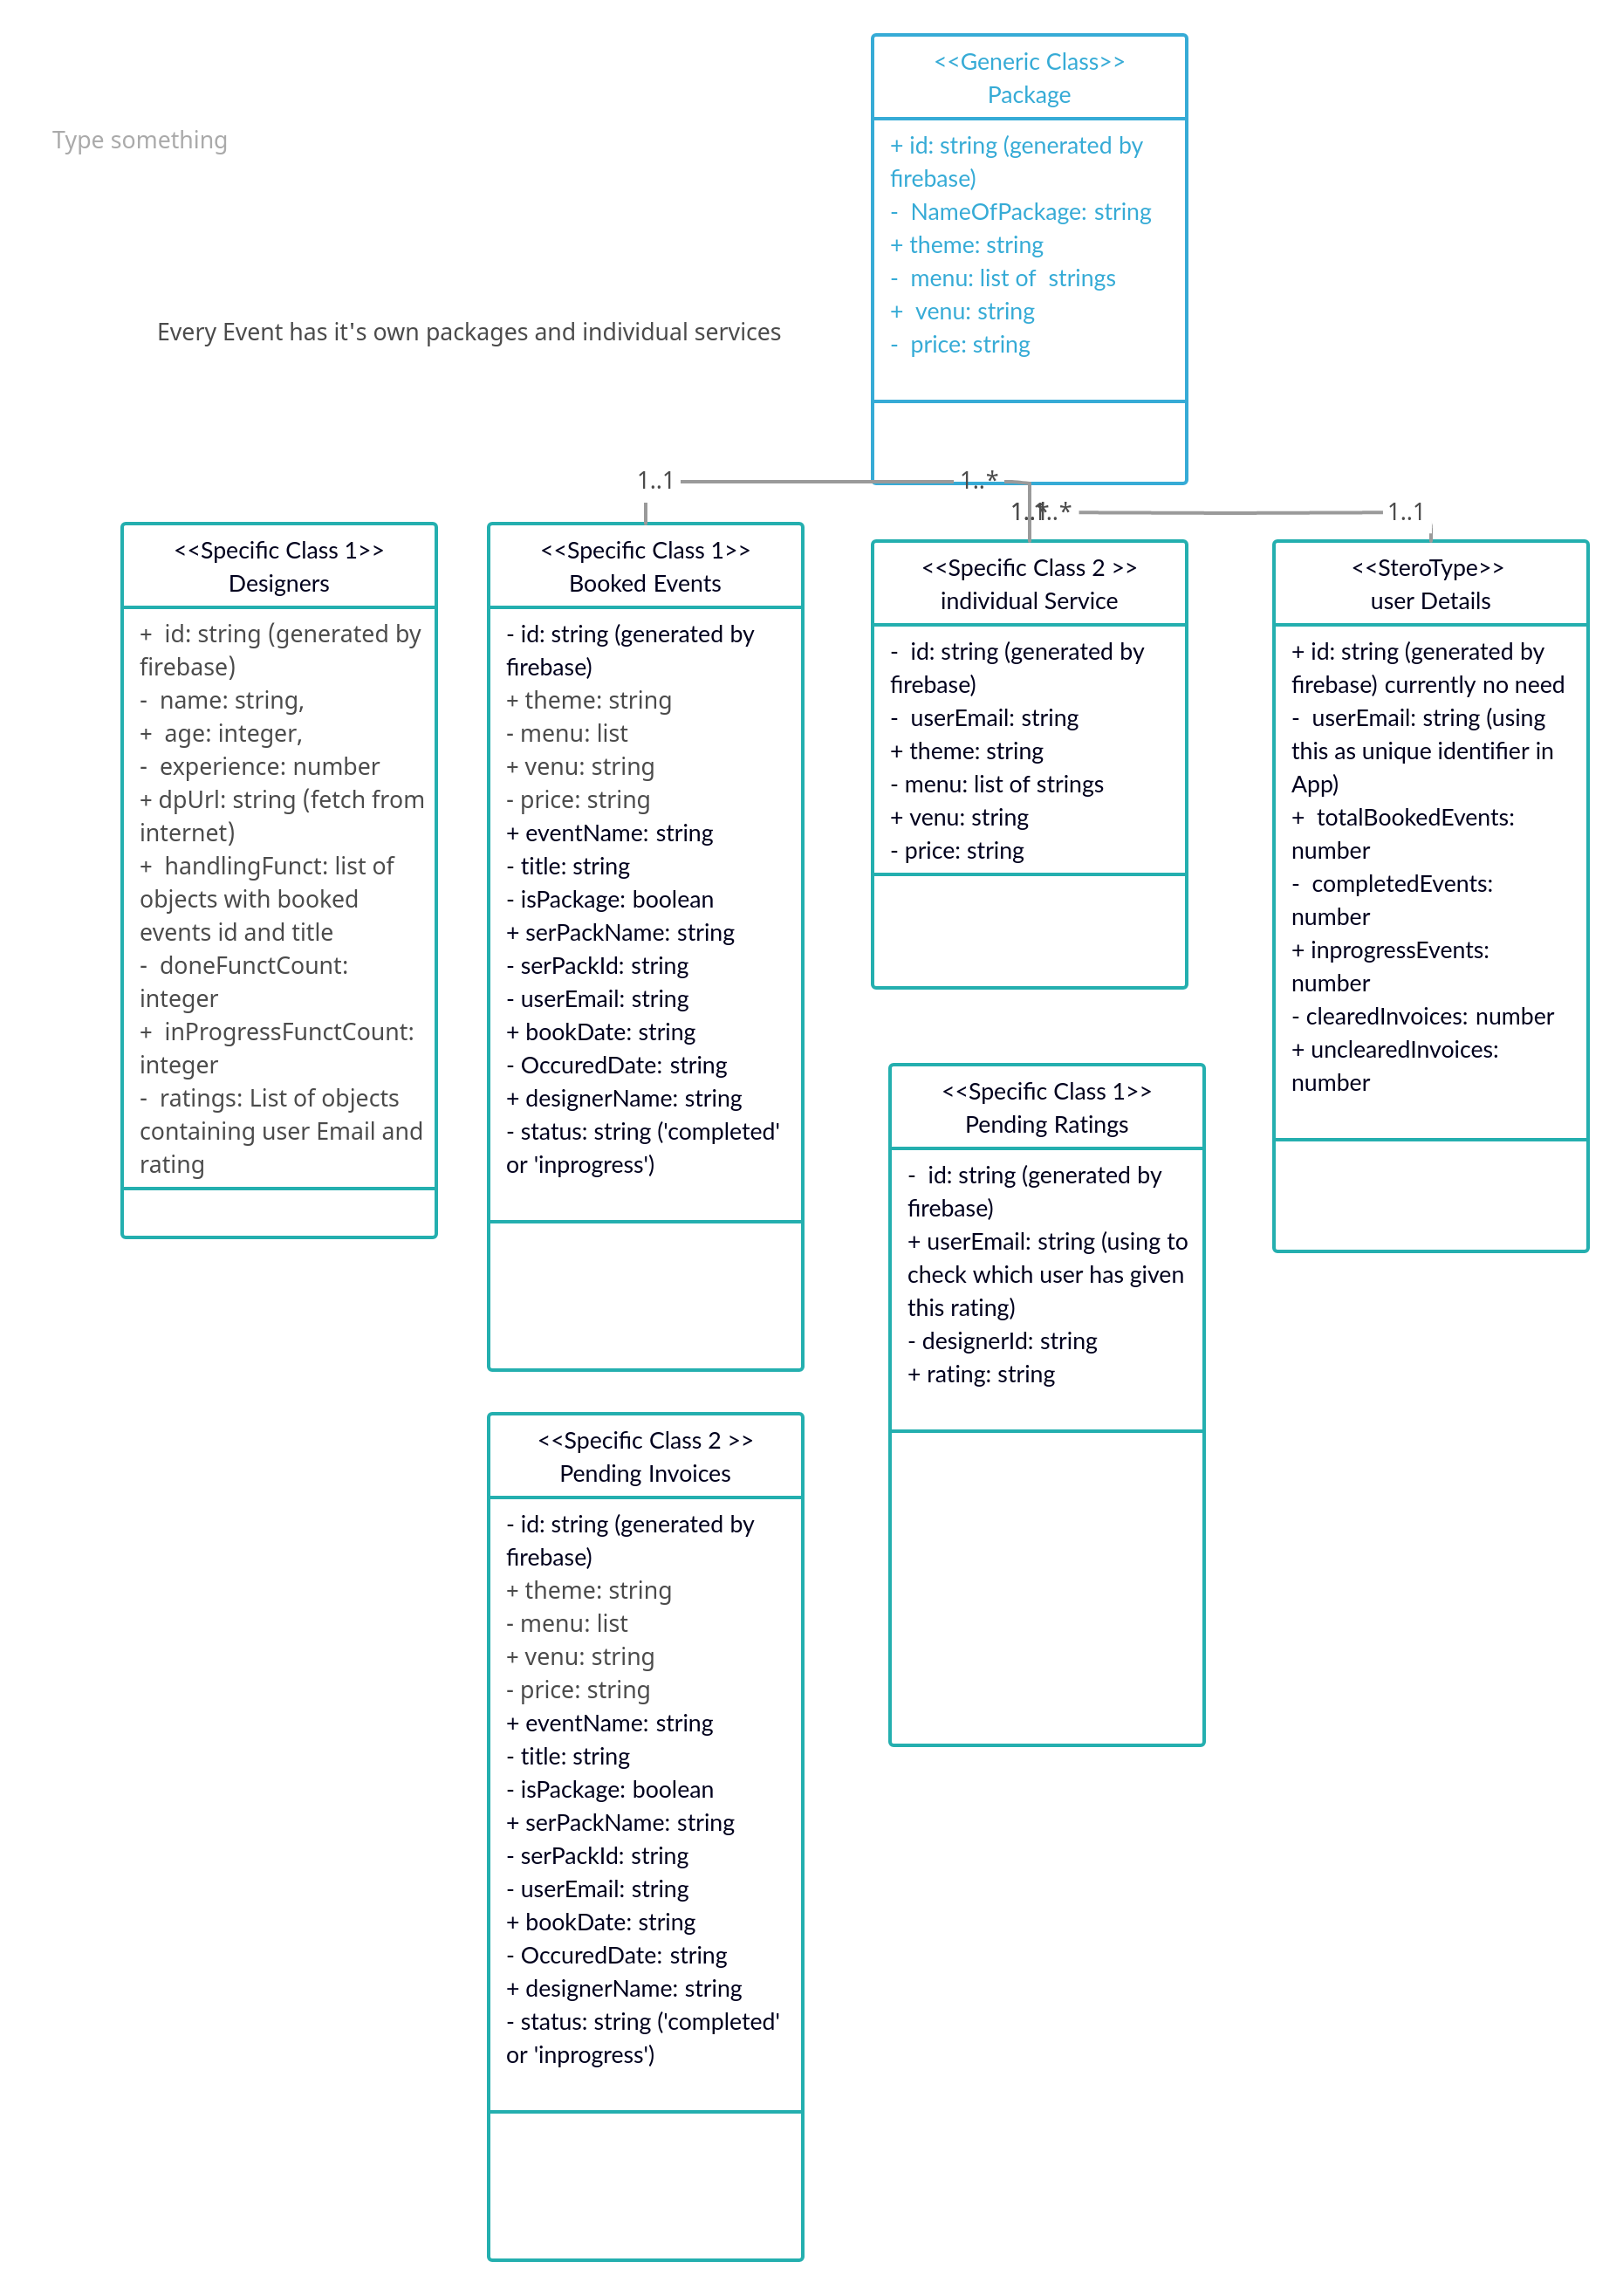 <<Generic Class>>
Package
+ id: string (generated by
firebase)
- NameOfPackage: string
+ theme: string
- menu: list of strings
+ venu: string
- price: string
Type something
Every Event has it's own packages and individual services
1..1
1..*
1..*
1..1
<<Specific Class 1>>
Designers
+ id: string (generated by
firebase)
- name: string,
+ age: integer,
- experience: number
+ dpUrl: string (fetch from
internet)
+ handlingFunct: list of
objects with booked
events id and title
- doneFunctCount:
integer
+ inProgressFunctCount:
integer
- ratings: List of objects
containing user Email and
rating
<<Specific Class 1>>
Booked Events
- id: string (generated by
firebase)
+ theme: string
- menu: list
+ venu: string
- price: string
+ eventName: string
- title: string
- isPackage: boolean
+ serPackName: string
- serPackId: string
- userEmail: string
+ bookDate: string
- OccuredDate: string
+ designerName: string
- status: string ('completed'
or 'inprogress')
<<Specific Class 2 >>
individual Service
- id: string (generated by
firebase)
- userEmail: string
+ theme: string
- menu: list of strings
+ venu: string
- price: string
<<SteroType>>
user Details
+ id: string (generated by
firebase) currently no need
- userEmail: string (using
this as unique identifier in
App)
+ totalBookedEvents:
number
- completedEvents:
number
+ inprogressEvents:
number
- clearedInvoices: number
+ unclearedInvoices:
number
<<Specific Class 1>>
Pending Ratings
- id: string (generated by
firebase)
+ userEmail: string (using to
check which user has given
this rating)
- designerId: string
+ rating: string
<<Specific Class 2 >>
Pending Invoices
- id: string (generated by
firebase)
+ theme: string
- menu: list
+ venu: string
- price: string
+ eventName: string
- title: string
- isPackage: boolean
+ serPackName: string
- serPackId: string
- userEmail: string
+ bookDate: string
- OccuredDate: string
+ designerName: string
- status: string ('completed'
or 'inprogress')